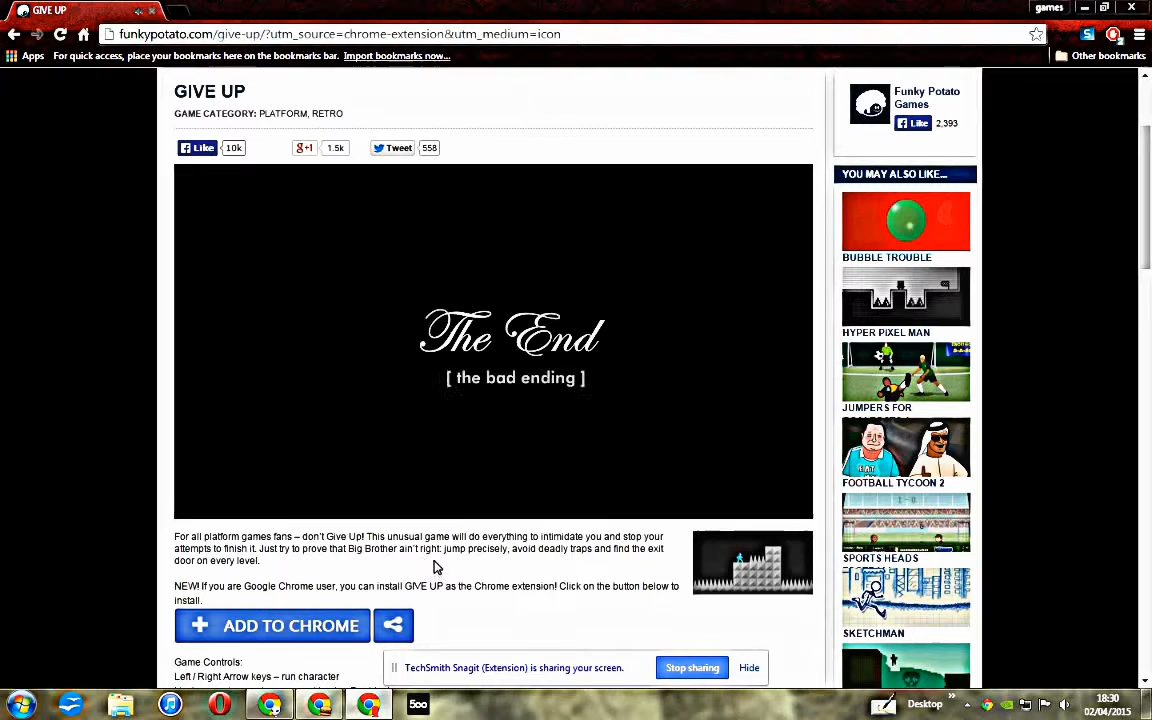 GIVE UP
games
funkypotato.com/give-up/?utm_source=chrome-extension&utm_medium=icon
Apps For quick access, place your bookmarks here on the bookmarks bar. Import bookmarks now... Other bookmarks
GIVE UP
GAME CATEGORY: PLATFORM, RETRO
Like 10k g+1 1.5k Tweet 558
The End
[ the bad ending ]
For all platform games fans – don't Give Up! This unusual game will do everything to intimidate you and stop your
attempts to finish it. Just try to prove that Big Brother ain't right: jump precisely, avoid deadly traps and find the exit
door on every level.
NEW! If you are Google Chrome user, you can install GIVE UP as the Chrome extension! Click on the button below to
install.
+ ADD TO CHROME
Game Controls:
Left / Right Arrow keys – run character
Funky Potato
Games
Like 2,393
YOU MAY ALSO LIKE...
BUBBLE TROUBLE
HYPER PIXEL MAN
JUMPERS FOR
FOOTBALL TYCOON 2
SPORTS HEADS
SKETCHMAN
TechSmith Snagit (Extension) is sharing your screen. Stop sharing Hide
Desktop
18:30
02/04/2015